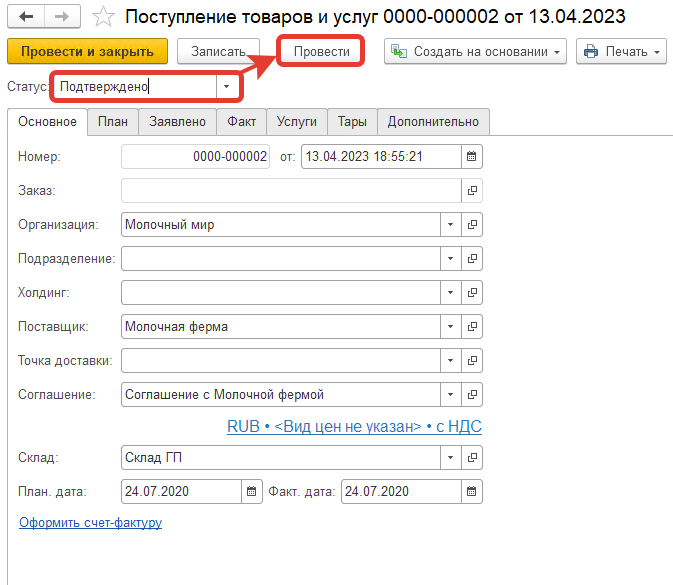 Поступление товаров и услуг 0000-000002 от 13.04.2023
Провести и закрыть Записать Провести Создать на основании Печать
Статус: Подтверждено
Основное План Заявлено Факт Услуги Тары Дополнительно
Номер: 0000-000002 от: 13.04.2023 18:55:21
Заказ:
Организация: Молочный мир
Подразделение:
Холдинг:
Поставщик: Молочная ферма
Точка доставки:
Соглашение: Соглашение с Молочной фермой
RUB • <Вид цен не указан> • с НДС
Склад: Склад ГП
План. дата: 24.07.2020 Факт. дата: 24.07.2020
Оформить счет-фактуру